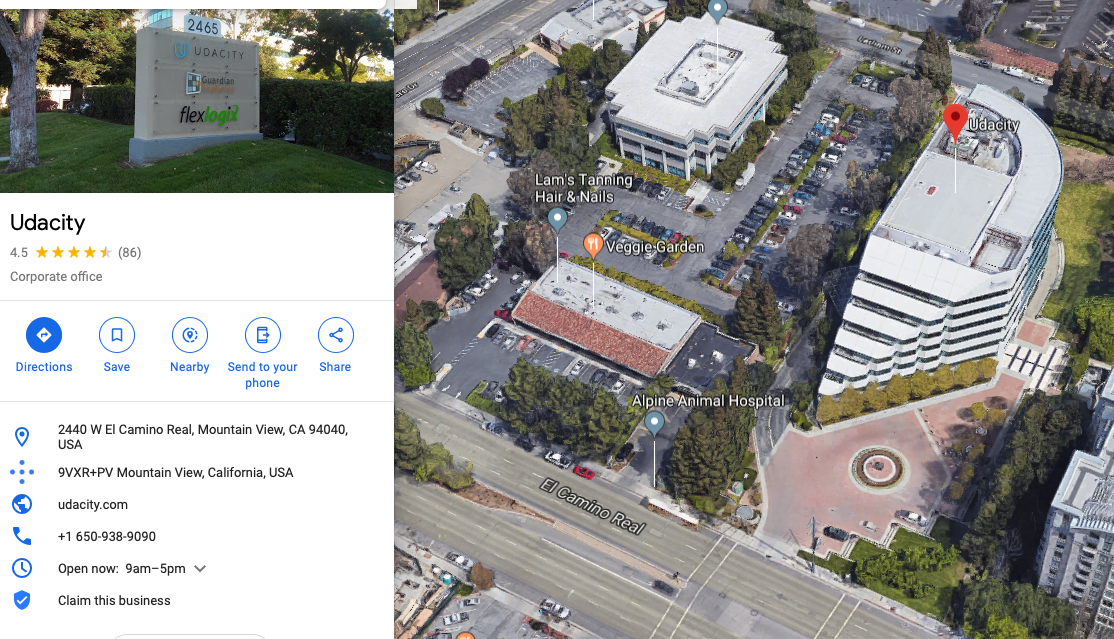 2465
UDACITY
Guardian
flexlogix
Udacity
4.5 (86)
Corporate office
Directions
Save
Nearby
Send to your
phone
Share
2440 W El Camino Real, Mountain View, CA 94040,
USA
9VXR+PV Mountain View, California, USA
udacity.com
+1 650-938-9090
Open now: 9am–5pm
Claim this business
Latham St
Udacity
Lam's Tanning
Hair & Nails
Veggie Garden
Alpine Animal Hospital
El Camino Real